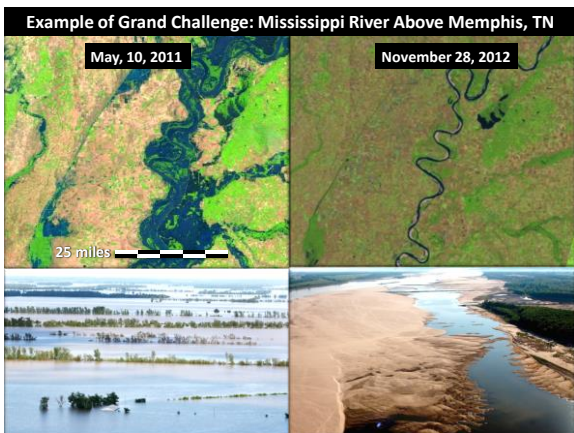 Example of Grand Challenge: Mississippi River Above Memphis, TN
May, 10, 2011
November 28, 2012
25 miles